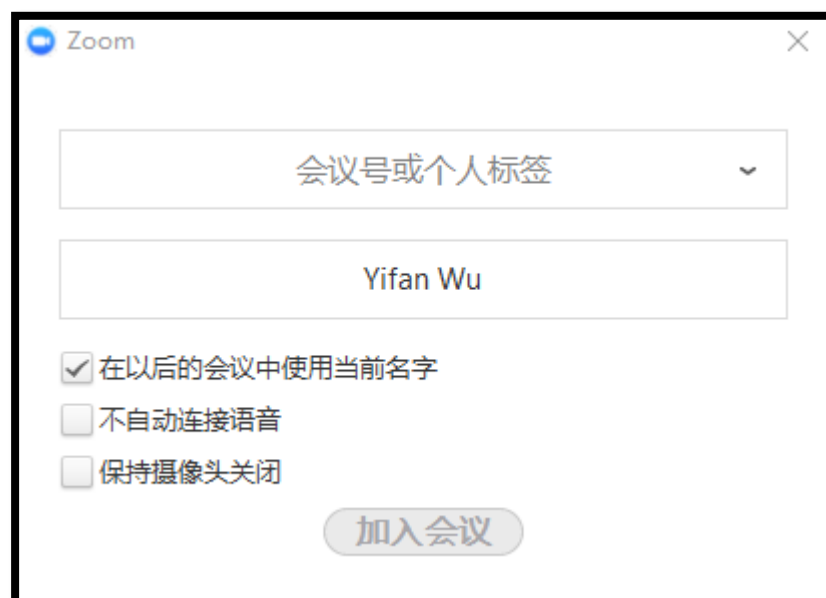 Zoom
会议号或个人标签
Yifan Wu
在以后的会议中使用当前名字
不自动连接语音
保持摄像头关闭
加入会议